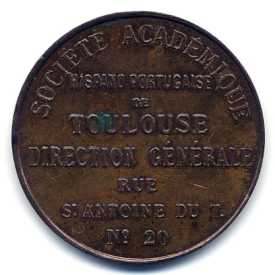 SOCIÉTÉ ACADÉMIQUE
HISPANO PORTUGAISE
DE
TOULOUSE
DIRECTION GÉNÉRALE
RUE
St ANTOINE DU T.
No 20